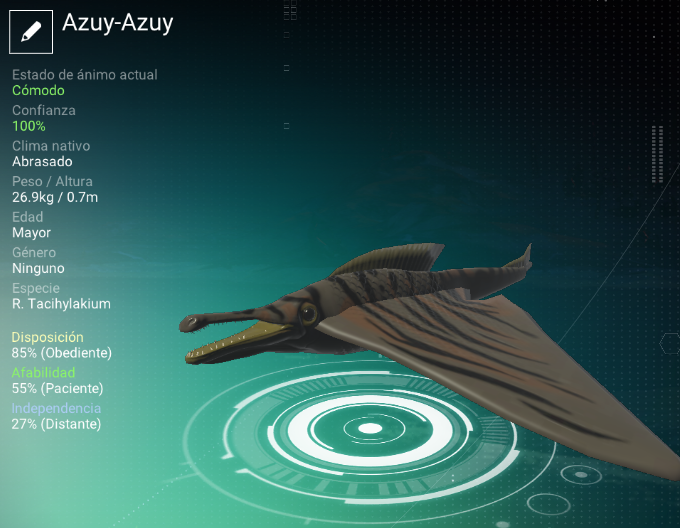 Azuy-Azuy
Estado de ánimo actual
Cómodo
Confianza
100%
Clima nativo
Abrasado
Peso / Altura
26.9kg / 0.7m
Edad
Mayor
Género
Ninguno
Especie
R. Tacihylakium
Disposición
85% (Obediente)
Afabilidad
55% (Paciente)
Independencia
27% (Distante)